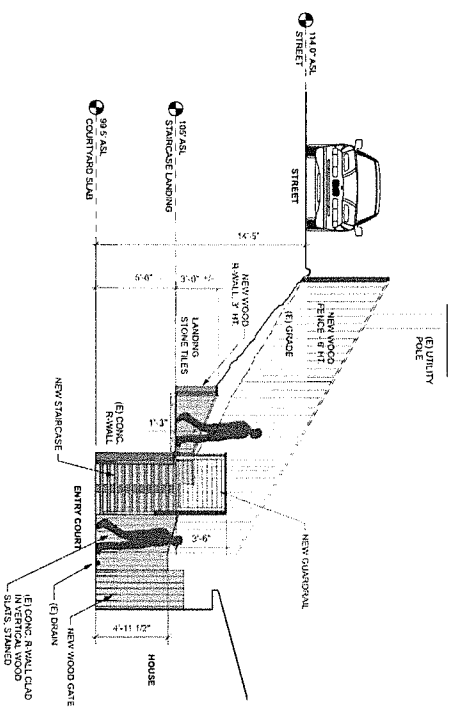 114.0" ASL
STREET
105' ASL
STAIRCASE LANDING
99.5' ASL
COURTYARD SLAB
STREET
14'-5"
3'-0" +/-
NEW WOOD
R-WALL, 3' HT.
LANDING
STONE TILES
(E) GRADE
NEW WOOD
FENCE - 6' HT.
(E) UTILITY
POLE
1'-3"
(E) CONC.
R-WALL
NEW STAIRCASE
ENTRY COURT
3'-6"
NEW GUARDRAIL
4'-11 1/2"
HOUSE
NEW WOOD GATE
(E) DRAIN
(E) CONC. R-WALL CLAD
IN VERTICAL WOOD
SLATS, STAINED